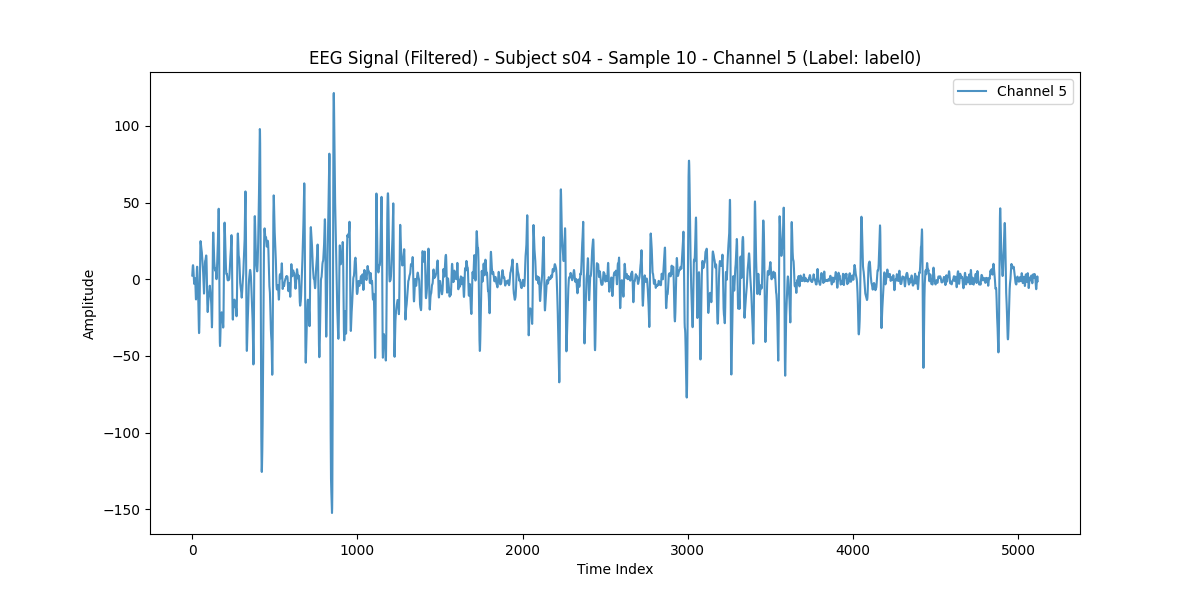 EEG Signal (Filtered) - Subject s04 - Sample 10 - Channel 5 (Label: label0)
Channel 5
100
50
0
−50
−100
−150
Amplitude
0 1000 2000 3000 4000 5000
Time Index